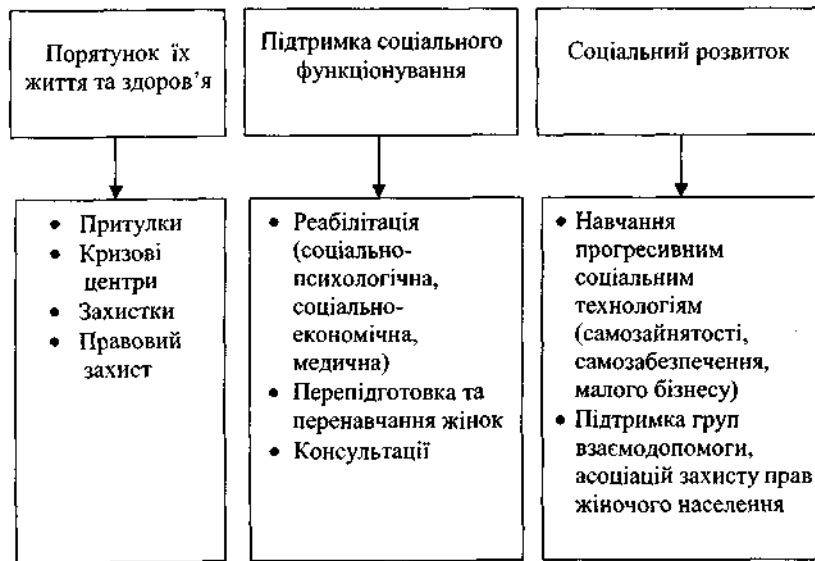 Порятунок їх
життя та здоров’я
Підтримка соціального
функціонування
Соціальний розвиток
• Притулки
• Кризові
центри
• Захистки
• Правовий
захист
• Реабілітація
(соціально-
психологічна,
соціально-
економічна,
медична)
• Перепідготовка та
перенавчання жінок
• Консультації
• Навчання
прогресивним
соціальним
технологіям
(самозайнятості,
самозабезпечення,
малого бізнесу)
• Підтримка груп
взаємодопомоги,
асоціацій захисту прав
жіночого населення